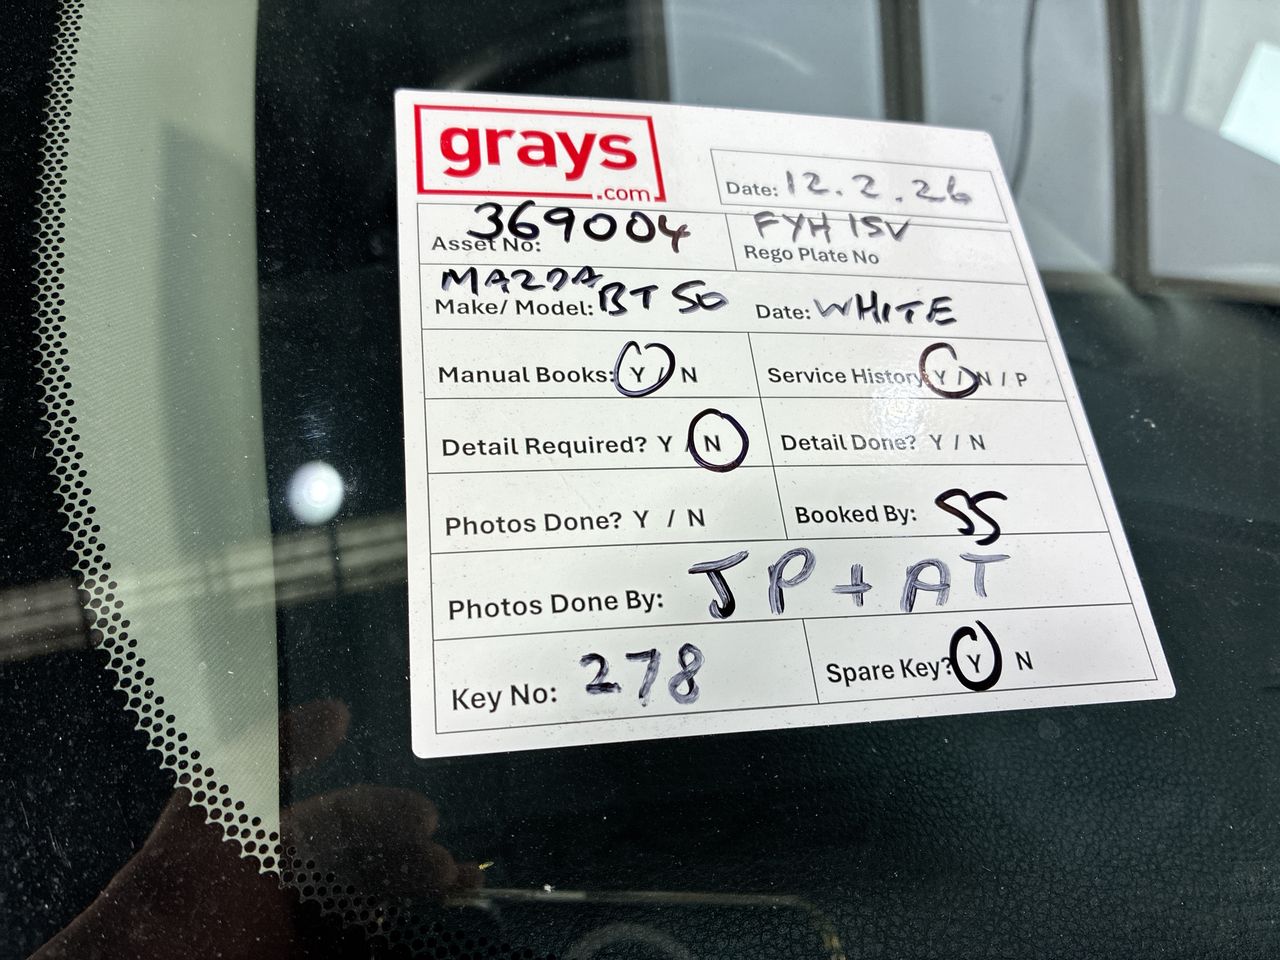 grays
.com
Date: 12.2.26
369004
Asset No:
FYH 15V
Rego Plate No
MAZDA
Make/ Model: BT 50
Date: WHITE
Manual Books: Y / N
Service History: Y / N / P
Detail Required? Y / N
Detail Done? Y / N
Photos Done? Y / N
Booked By: SS
Photos Done By: JP + AT
Key No: 278
Spare Key? Y N